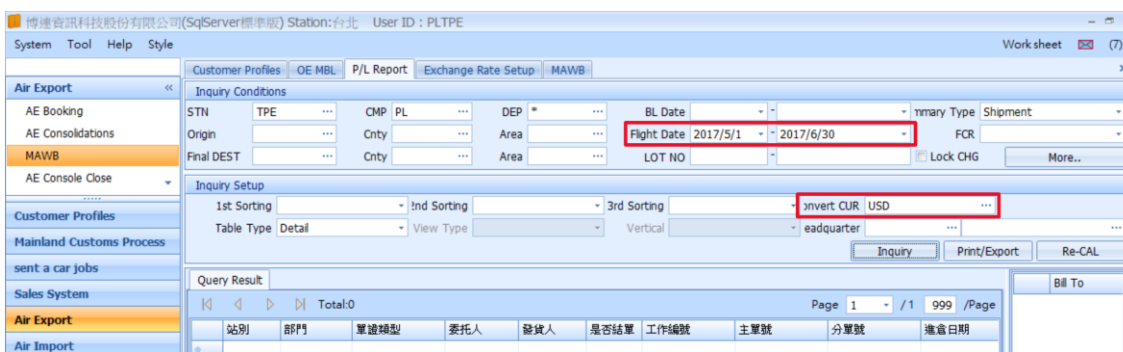 博連資訊科技股份有限公司(SqlServer標準版) Station:台北 User ID : PLTPE
System Tool Help Style Work sheet (7)
Customer Profiles OE MBL P/L Report Exchange Rate Setup MAWB
Air Export « Inquiry Conditions
AE Booking STN TPE ... CMP PL ... DEP * ... BL Date - mmary Type Shipment
AE Consolidations Origin ... Cnty ... Area ... Flight Date 2017/5/1 - 2017/6/30 FCR
MAWB Final DEST ... Cnty ... Area ... LOT NO - Lock CHG More..
AE Console Close Inquiry Setup
Customer Profiles 1st Sorting 2nd Sorting 3rd Sorting onvert CUR USD ...
Mainland Customs Process Table Type Detail View Type Vertical eadquarter ... ...
Inquiry Print/Export Re-CAL
sent a car jobs Query Result Bill To
Sales System Total:0 Page 1 / 1 999 /Page
Air Export 站別 部門 單證類型 委托人 發貨人 是否結單 工作編號 主單號 分單號 進倉日期
Air Import